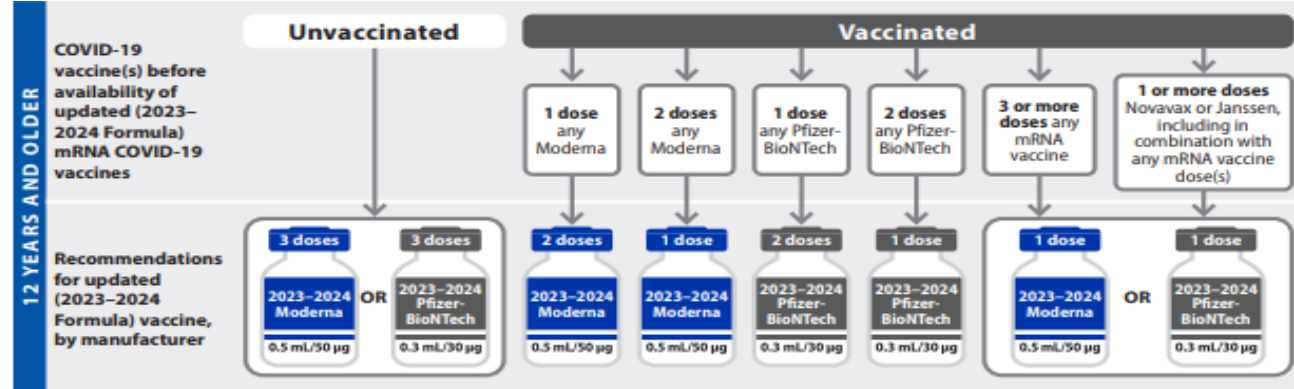 12 YEARS AND OLDER
COVID-19
vaccine(s) before
availability of
updated (2023–
2024 Formula)
mRNA COVID-19
vaccines
Unvaccinated
Vaccinated
1 dose
any
Moderna
2 doses
any
Moderna
1 dose
any Pfizer-
BioNTech
2 doses
any Pfizer-
BioNTech
3 or more
doses any
mRNA
vaccine
1 or more doses
Novavax or Janssen,
including in
combination with
any mRNA vaccine
dose(s)
Recommendations
for updated
(2023–2024
Formula) vaccine,
by manufacturer
3 doses
2023–2024
Moderna
0.5 mL/50 µg
OR
3 doses
2023–2024
Pfizer-
BioNTech
0.3 mL/30 µg
2 doses
2023–2024
Moderna
0.5 mL/50 µg
1 dose
2023–2024
Moderna
0.5 mL/50 µg
2 doses
2023–2024
Pfizer-
BioNTech
0.3 mL/30 µg
1 dose
2023–2024
Pfizer-
BioNTech
0.3 mL/30 µg
1 dose
2023–2024
Moderna
0.5 mL/50 µg
OR
1 dose
2023–2024
Pfizer-
BioNTech
0.3 mL/30 µg